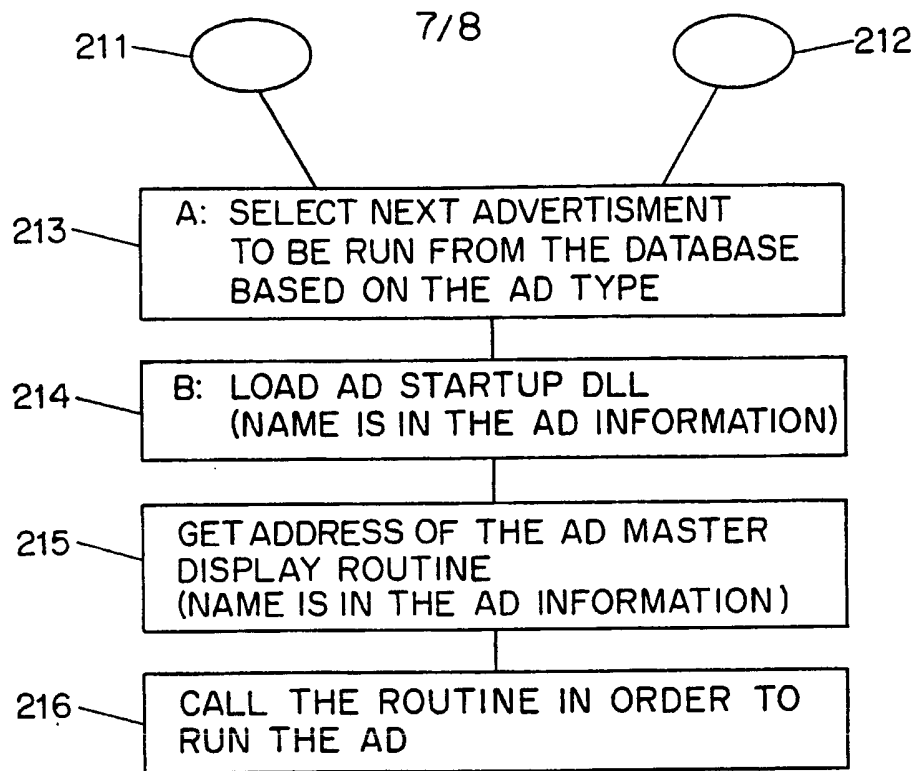 7/8
211
212
213
A: SELECT NEXT ADVERTISMENT
TO BE RUN FROM THE DATABASE
BASED ON THE AD TYPE
214
B: LOAD AD STARTUP DLL
(NAME IS IN THE AD INFORMATION)
215
GET ADDRESS OF THE AD MASTER
DISPLAY ROUTINE
(NAME IS IN THE AD INFORMATION)
216
CALL THE ROUTINE IN ORDER TO
RUN THE AD